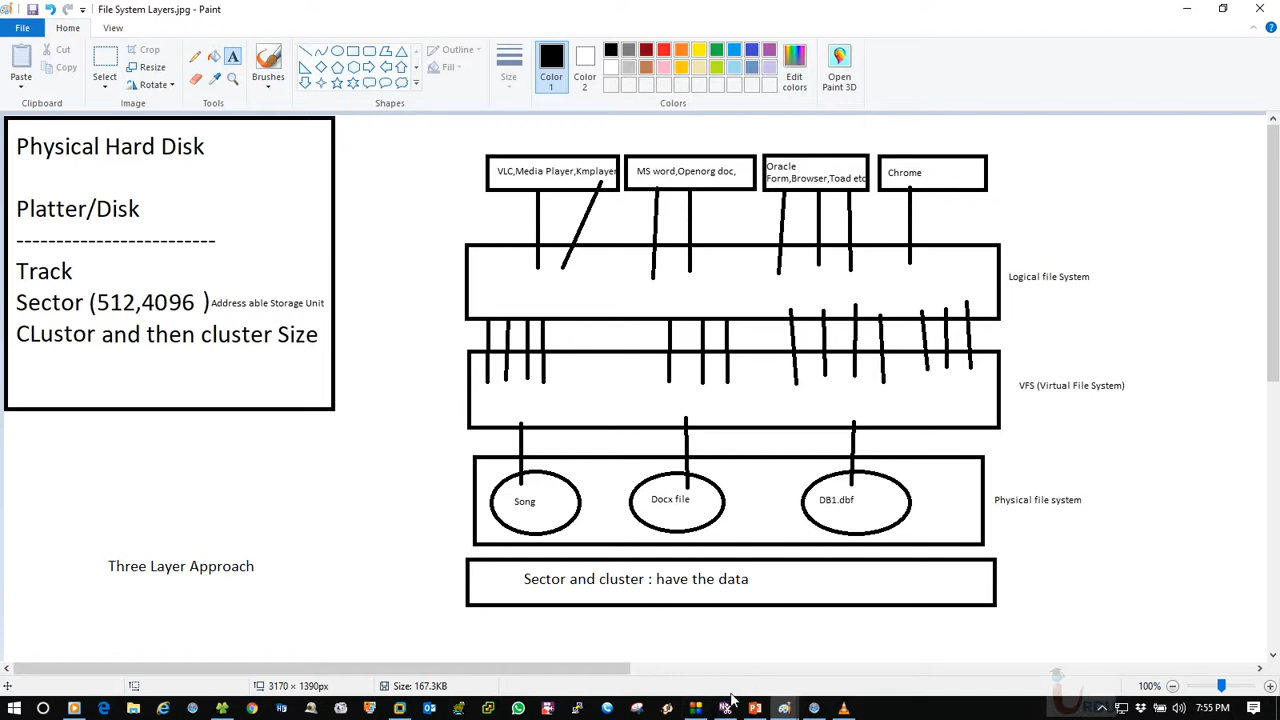 File System Layers.jpg - Paint
File
Home
View
Paste
Cut
Copy
Clipboard
Select
Crop
Resize
Rotate
Image
Tools
Brushes
Shapes
Outline
Fill
Size
Color 1
Color 2
Colors
Edit colors
Open Paint 3D
Physical Hard Disk
Platter/Disk
-------------------------
Track
Sector (512,4096 )Address able Storage Unit
CLustor and then cluster Size
Three Layer Approach
VLC,Media Player,Kmplayer
MS word,Openorg doc,
Oracle
Form,Browser,Toad etc
Chrome
Logical file System
VFS (Virtual File System)
Song
Docx file
DB1.dbf
Physical file system
Sector and cluster : have the data
3170 × 1390px
Size: 167.3KB
100%
7:55 PM